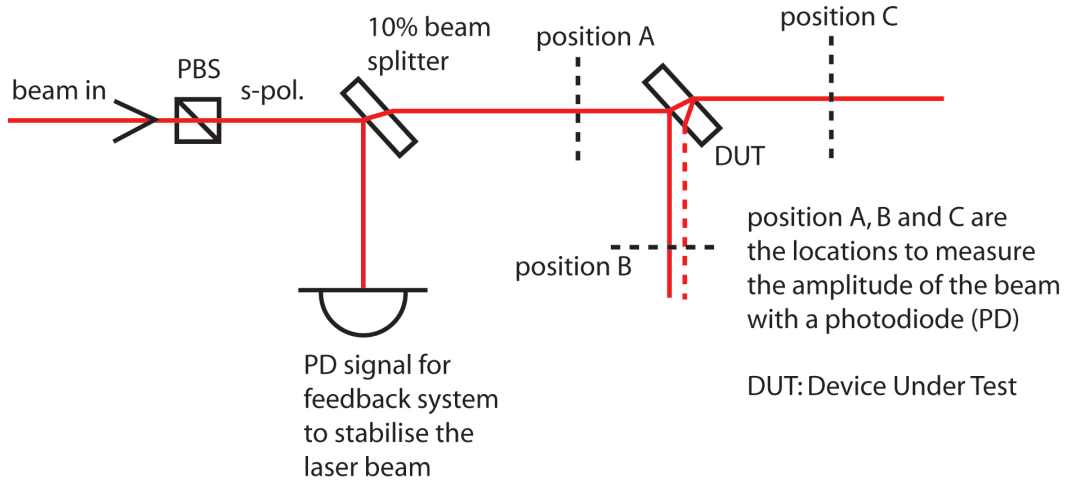 beam in
PBS
s-pol.
10% beam
splitter
position A
position C
DUT
position B
position A, B and C are
the locations to measure
the amplitude of the beam
with a photodiode (PD)
DUT: Device Under Test
PD signal for
feedback system
to stabilise the
laser beam